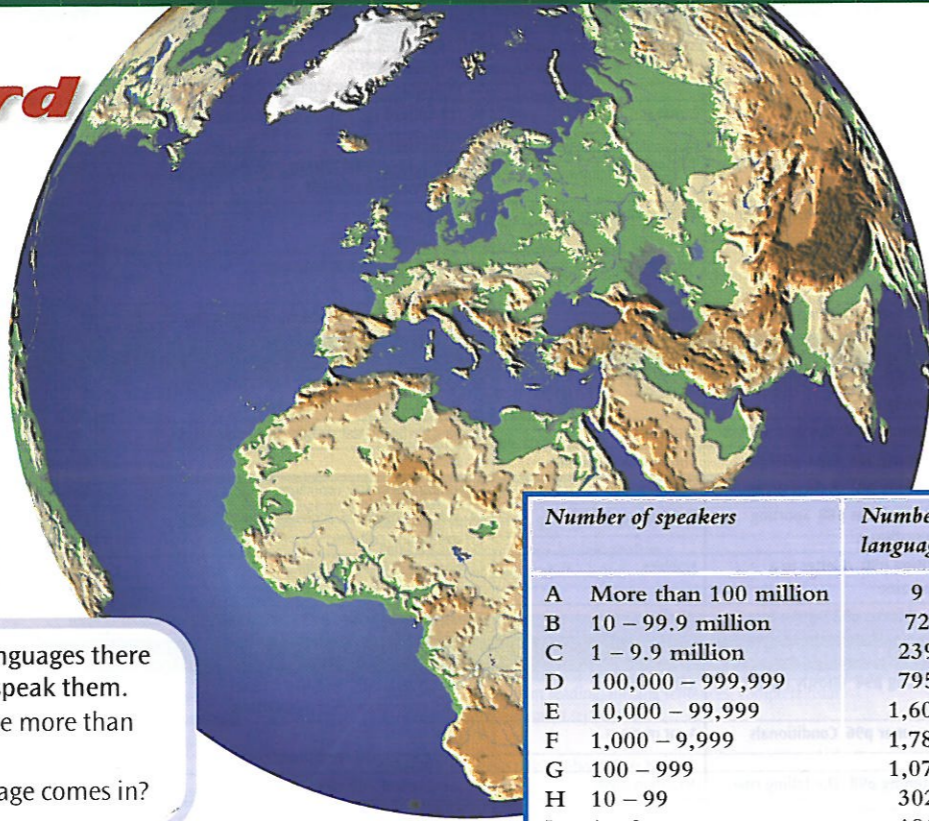 rd
nguages there
speak them.
e more than
age comes in?
Number of speakers Numbe
languag
A More than 100 million 9
B 10 – 99.9 million 72
C 1 – 9.9 million 239
D 100,000 – 999,999 795
E 10,000 – 99,999 1,60
F 1,000 – 9,999 1,78
G 100 – 999 1,07
H 10 – 99 302